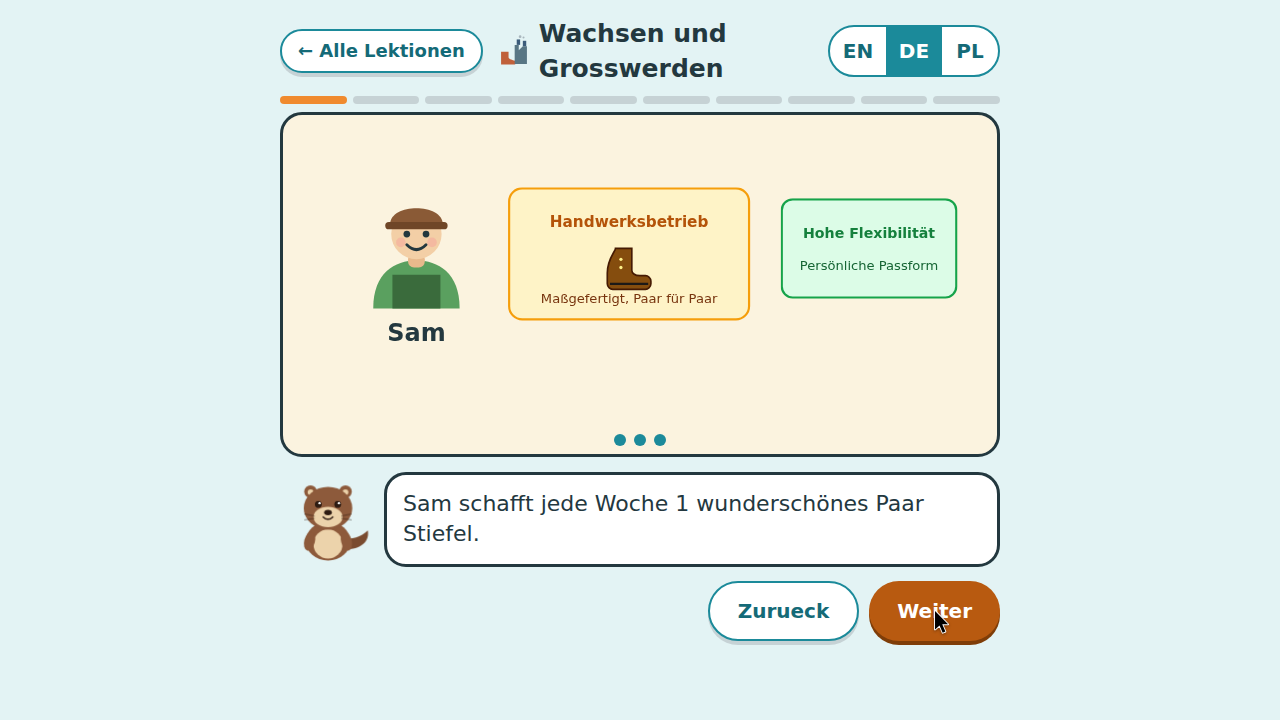 ← Alle Lektionen
Wachsen und
Grosswerden
EN DE PL
Handwerksbetrieb
Maßgefertigt, Paar für Paar
Hohe Flexibilität
Persönliche Passform
Sam
Sam schafft jede Woche 1 wunderschönes Paar
Stiefel.
Zurueck
Weiter